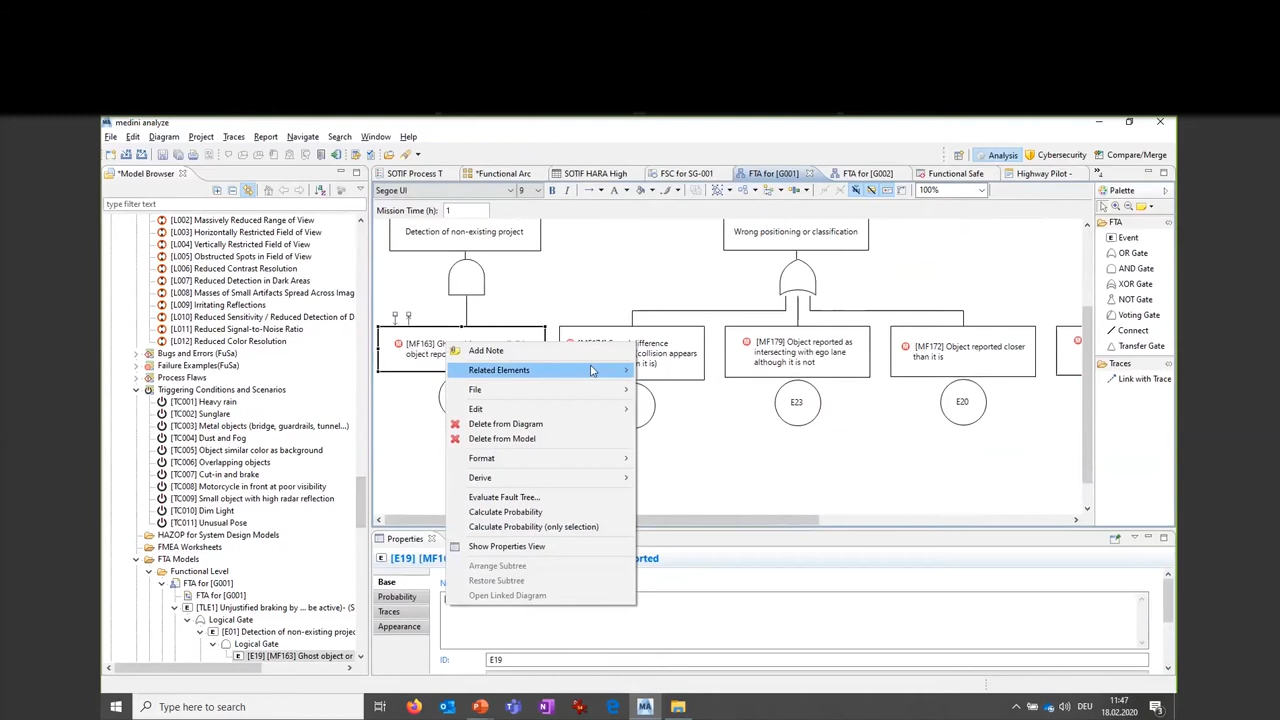 medini analyze
File Edit Diagram Project Traces Report Navigate Search Window Help
Analysis Cybersecurity Compare/Merge
*Model Browser
SOTIF Process T *Functional Arc SOTIF HARA High FSC for SG-001 FTA for [G001] FTA for [G002] Functional Safe Highway Pilot -
Segoe UI 9 B I A 100% Palette
type filter text
Mission Time (h): 1
[L002] Massively Reduced Range of View
[L003] Horizontally Restricted Field of View
[L004] Vertically Restricted Field of View
[L005] Obstructed Spots in Field of View
[L006] Reduced Contrast Resolution
[L007] Reduced Detection in Dark Areas
[L008] Masses of Small Artifacts Spread Across Imag
[L009] Irritating Reflections
[L010] Reduced Sensitivity / Reduced Detection of D
[L011] Reduced Signal-to-Noise Ratio
[L012] Reduced Color Resolution
Bugs and Errors (FuSa)
Failure Examples(FuSa)
Process Flaws
Triggering Conditions and Scenarios
[TC001] Heavy rain
[TC002] Sunglare
[TC003] Metal objects (bridge, guardrails, tunnel...)
[TC004] Dust and Fog
[TC005] Object similar color as background
[TC006] Overlapping objects
[TC007] Cut-in and brake
[TC008] Motorcycle in front at poor visibility
[TC009] Small object with high radar reflection
[TC010] Dim Light
[TC011] Unusual Pose
HAZOP for System Design Models
FMEA Worksheets
FTA Models
Functional Level
FTA for [G001]
FTA for [G001]
[TLE1] Unjustified braking by ... be active)- (S
Logical Gate
[E01] Detection of non-existing proje
Logical Gate
[E19] [MF163] Ghost object or
Detection of non-existing project
Wrong positioning or classification
[MF163]
object repo
difference
collision appears
it is)
[MF179] Object reported as
intersecting with ego lane
although it is not
[MF172] Object reported closer
than it is
E23
E20
Add Note
Related Elements
File
Edit
Delete from Diagram
Delete from Model
Format
Derive
Evaluate Fault Tree...
Calculate Probability
Calculate Probability (only selection)
Show Properties View
Arrange Subtree
Restore Subtree
Open Linked Diagram
FTA
Event
OR Gate
AND Gate
XOR Gate
NOT Gate
Voting Gate
Connect
Transfer Gate
Traces
Link with Trace
Properties
[E19] [MF16 orted
Base
Probability
Traces
Appearance
ID: E19
Type here to search
DEU
11:47
18.02.2020
3